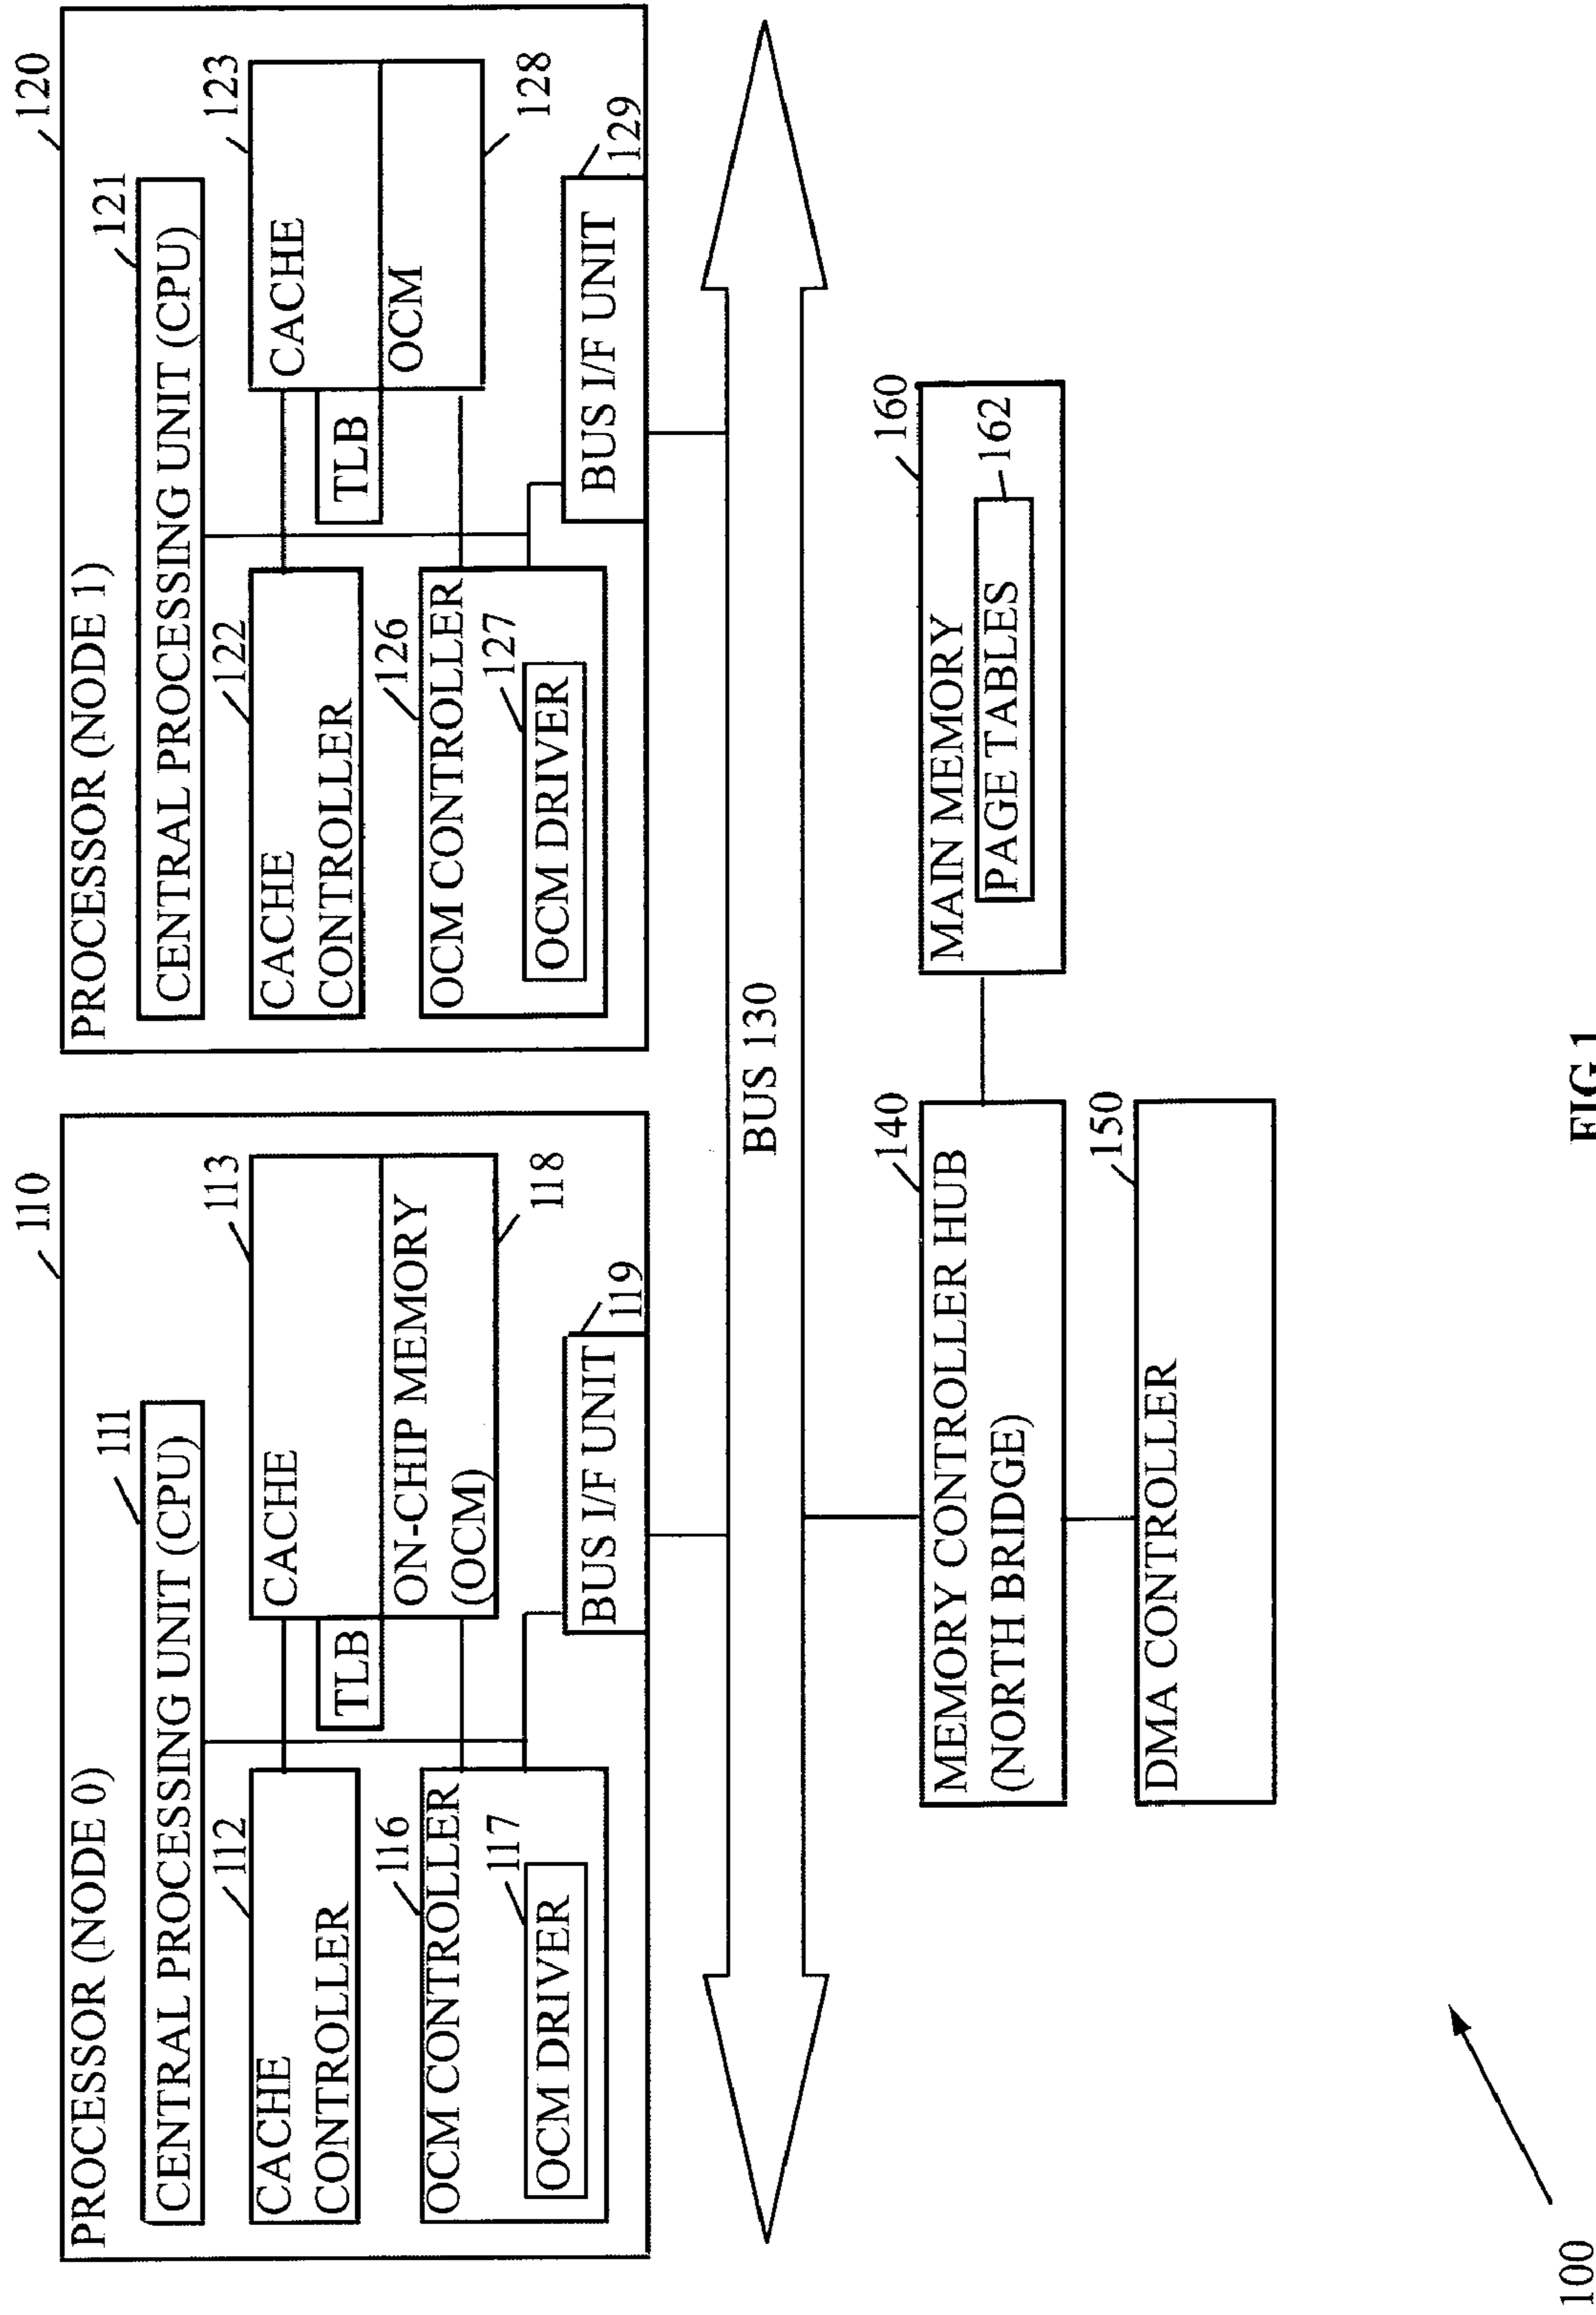 110
PROCESSOR (NODE 0)
111
CENTRAL PROCESSING UNIT (CPU)
112
CACHE
CONTROLLER
113
CACHE
TLB
116
OCM CONTROLLER
117
OCM DRIVER
ON-CHIP MEMORY
(OCM)
118
119
BUS I/F UNIT
120
PROCESSOR (NODE 1)
121
CENTRAL PROCESSING UNIT (CPU)
122
CACHE
CONTROLLER
123
CACHE
TLB
126
OCM CONTROLLER
127
OCM DRIVER
OCM
128
129
BUS I/F UNIT
BUS 130
140
MEMORY CONTROLLER HUB
(NORTH BRIDGE)
150
DMA CONTROLLER
160
MAIN MEMORY
PAGE TABLES
162
100
FIG 1